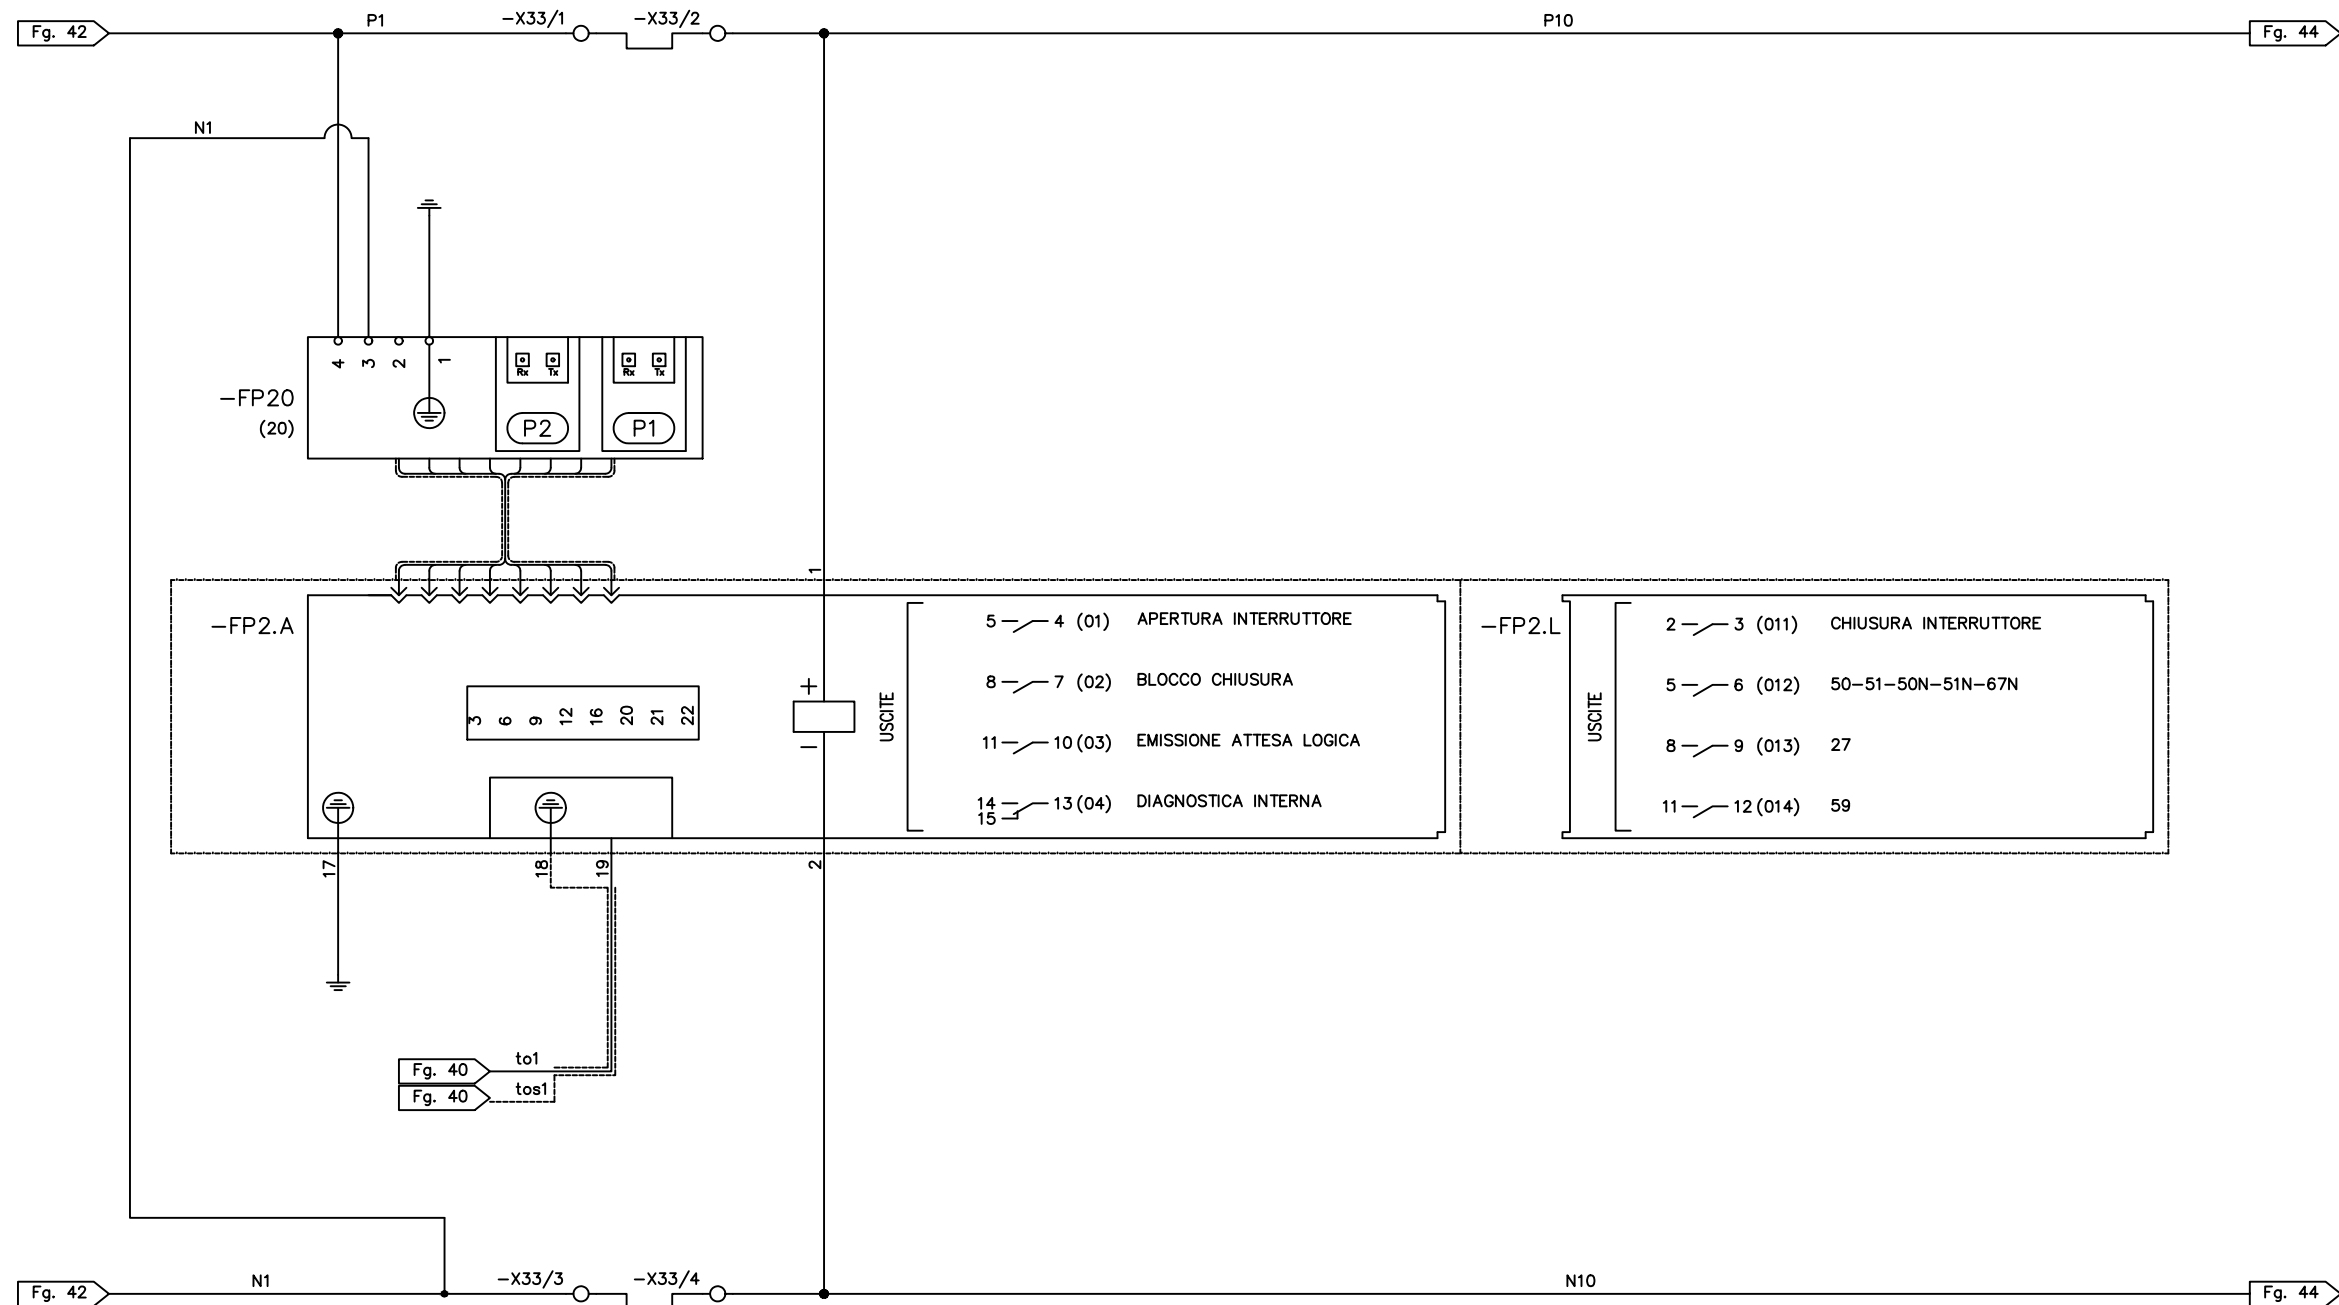 Fg. 42
P1
-X33/1
-X33/2
P10
Fg. 44
N1
4
3
2
1
Rx
Tx
Rx
Tx
-FP20
(20)
P2
P1
1
-FP2.A
3
6
9
12
16
20
21
22
+
-
USCITE
5 4 (01) APERTURA INTERRUTTORE
8 7 (02) BLOCCO CHIUSURA
11 10 (03) EMISSIONE ATTESA LOGICA
14 13 (04) DIAGNOSTICA INTERNA
15
-FP2.L
USCITE
2 3 (011) CHIUSURA INTERRUTTORE
5 6 (012) 50-51-50N-51N-67N
8 9 (013) 27
11 12 (014) 59
17
18
19
2
Fg. 40
to1
Fg. 40
tos1
Fg. 42
N1
-X33/3
-X33/4
N10
Fg. 44